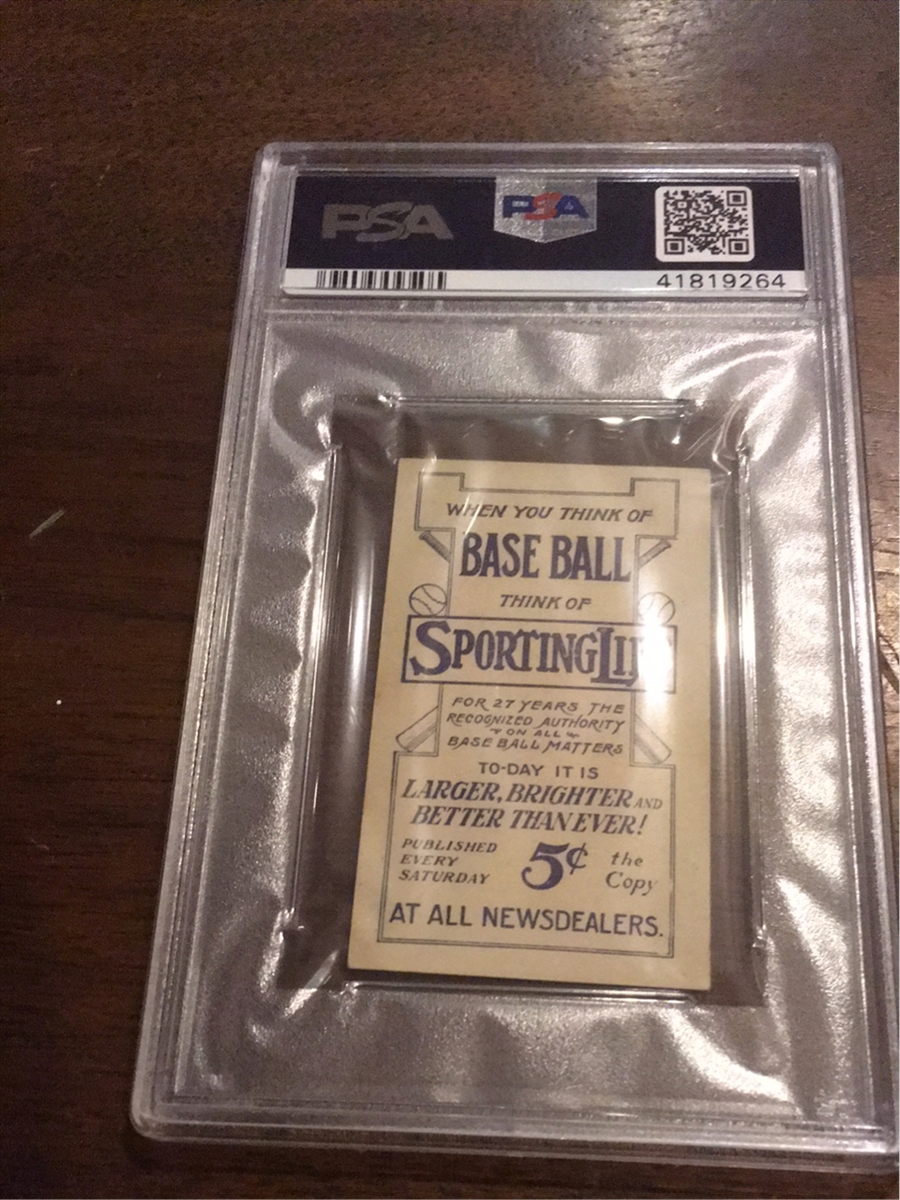 PSA
PSA
41819264
WHEN YOU THINK OF
BASE BALL
THINK OF
SPORTING LIFE
FOR 27 YEARS THE
RECOGNIZED AUTHORITY
ON ALL
BASE BALL MATTERS
TO-DAY IT IS
LARGER, BRIGHTER AND
BETTER THAN EVER!
PUBLISHED
EVERY
SATURDAY
5¢ the
Copy
AT ALL NEWSDEALERS.